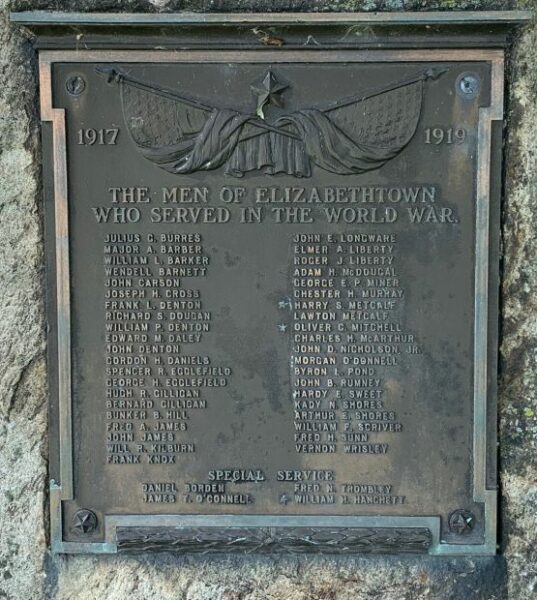 1917
1919
THE MEN OF ELIZABETHTOWN
WHO SERVED IN THE WORLD WAR.
JULIUS C. BURRES
MAJOR A. BARBER
WILLIAM L. BARKER
WENDELL BARNETT
JOHN CARSON
JOSEPH H. CROSS
FRANK L. DENTON
RICHARD S. DOUGAN
WILLIAM P. DENTON
EDWARD M. DALEY
JOHN DENTON
GORDON H. DANIELS
SPENCER R. EGGLEFIELD
GEORGE H. EGGLEFIELD
HUGH R. GILLIGAN
BERNARD GILLIGAN
BUNKER B. HILL
FRED A. JAMES
JOHN JAMES
WILL R. KILBURN
FRANK KNOX
JOHN E. LONGWARE
ELMER A. LIBERTY
ROGER J. LIBERTY
ADAM H. McDOUGAL
GEORGE E. P. MINER
CHESTER H. MURRAY
HARRY S. METCALF
LAWTON METCALF
OLIVER C. MITCHELL
CHARLES H. McARTHUR
JOHN D. NICHOLSON, JR.
MORGAN O'DONNELL
BYRON L. POND
JOHN B. RUMNEY
HARDY E. SWEET
KADY N. SHORES
ARTHUR E. SHORES
WILLIAM F. SCRIVER
FRED H. SUNN
VERNON WRISLEY
SPECIAL SERVICE
DANIEL BORDEN
JAMES T. O'CONNELL
FRED N. TROMBLEY
WILLIAM H. HANCHETT